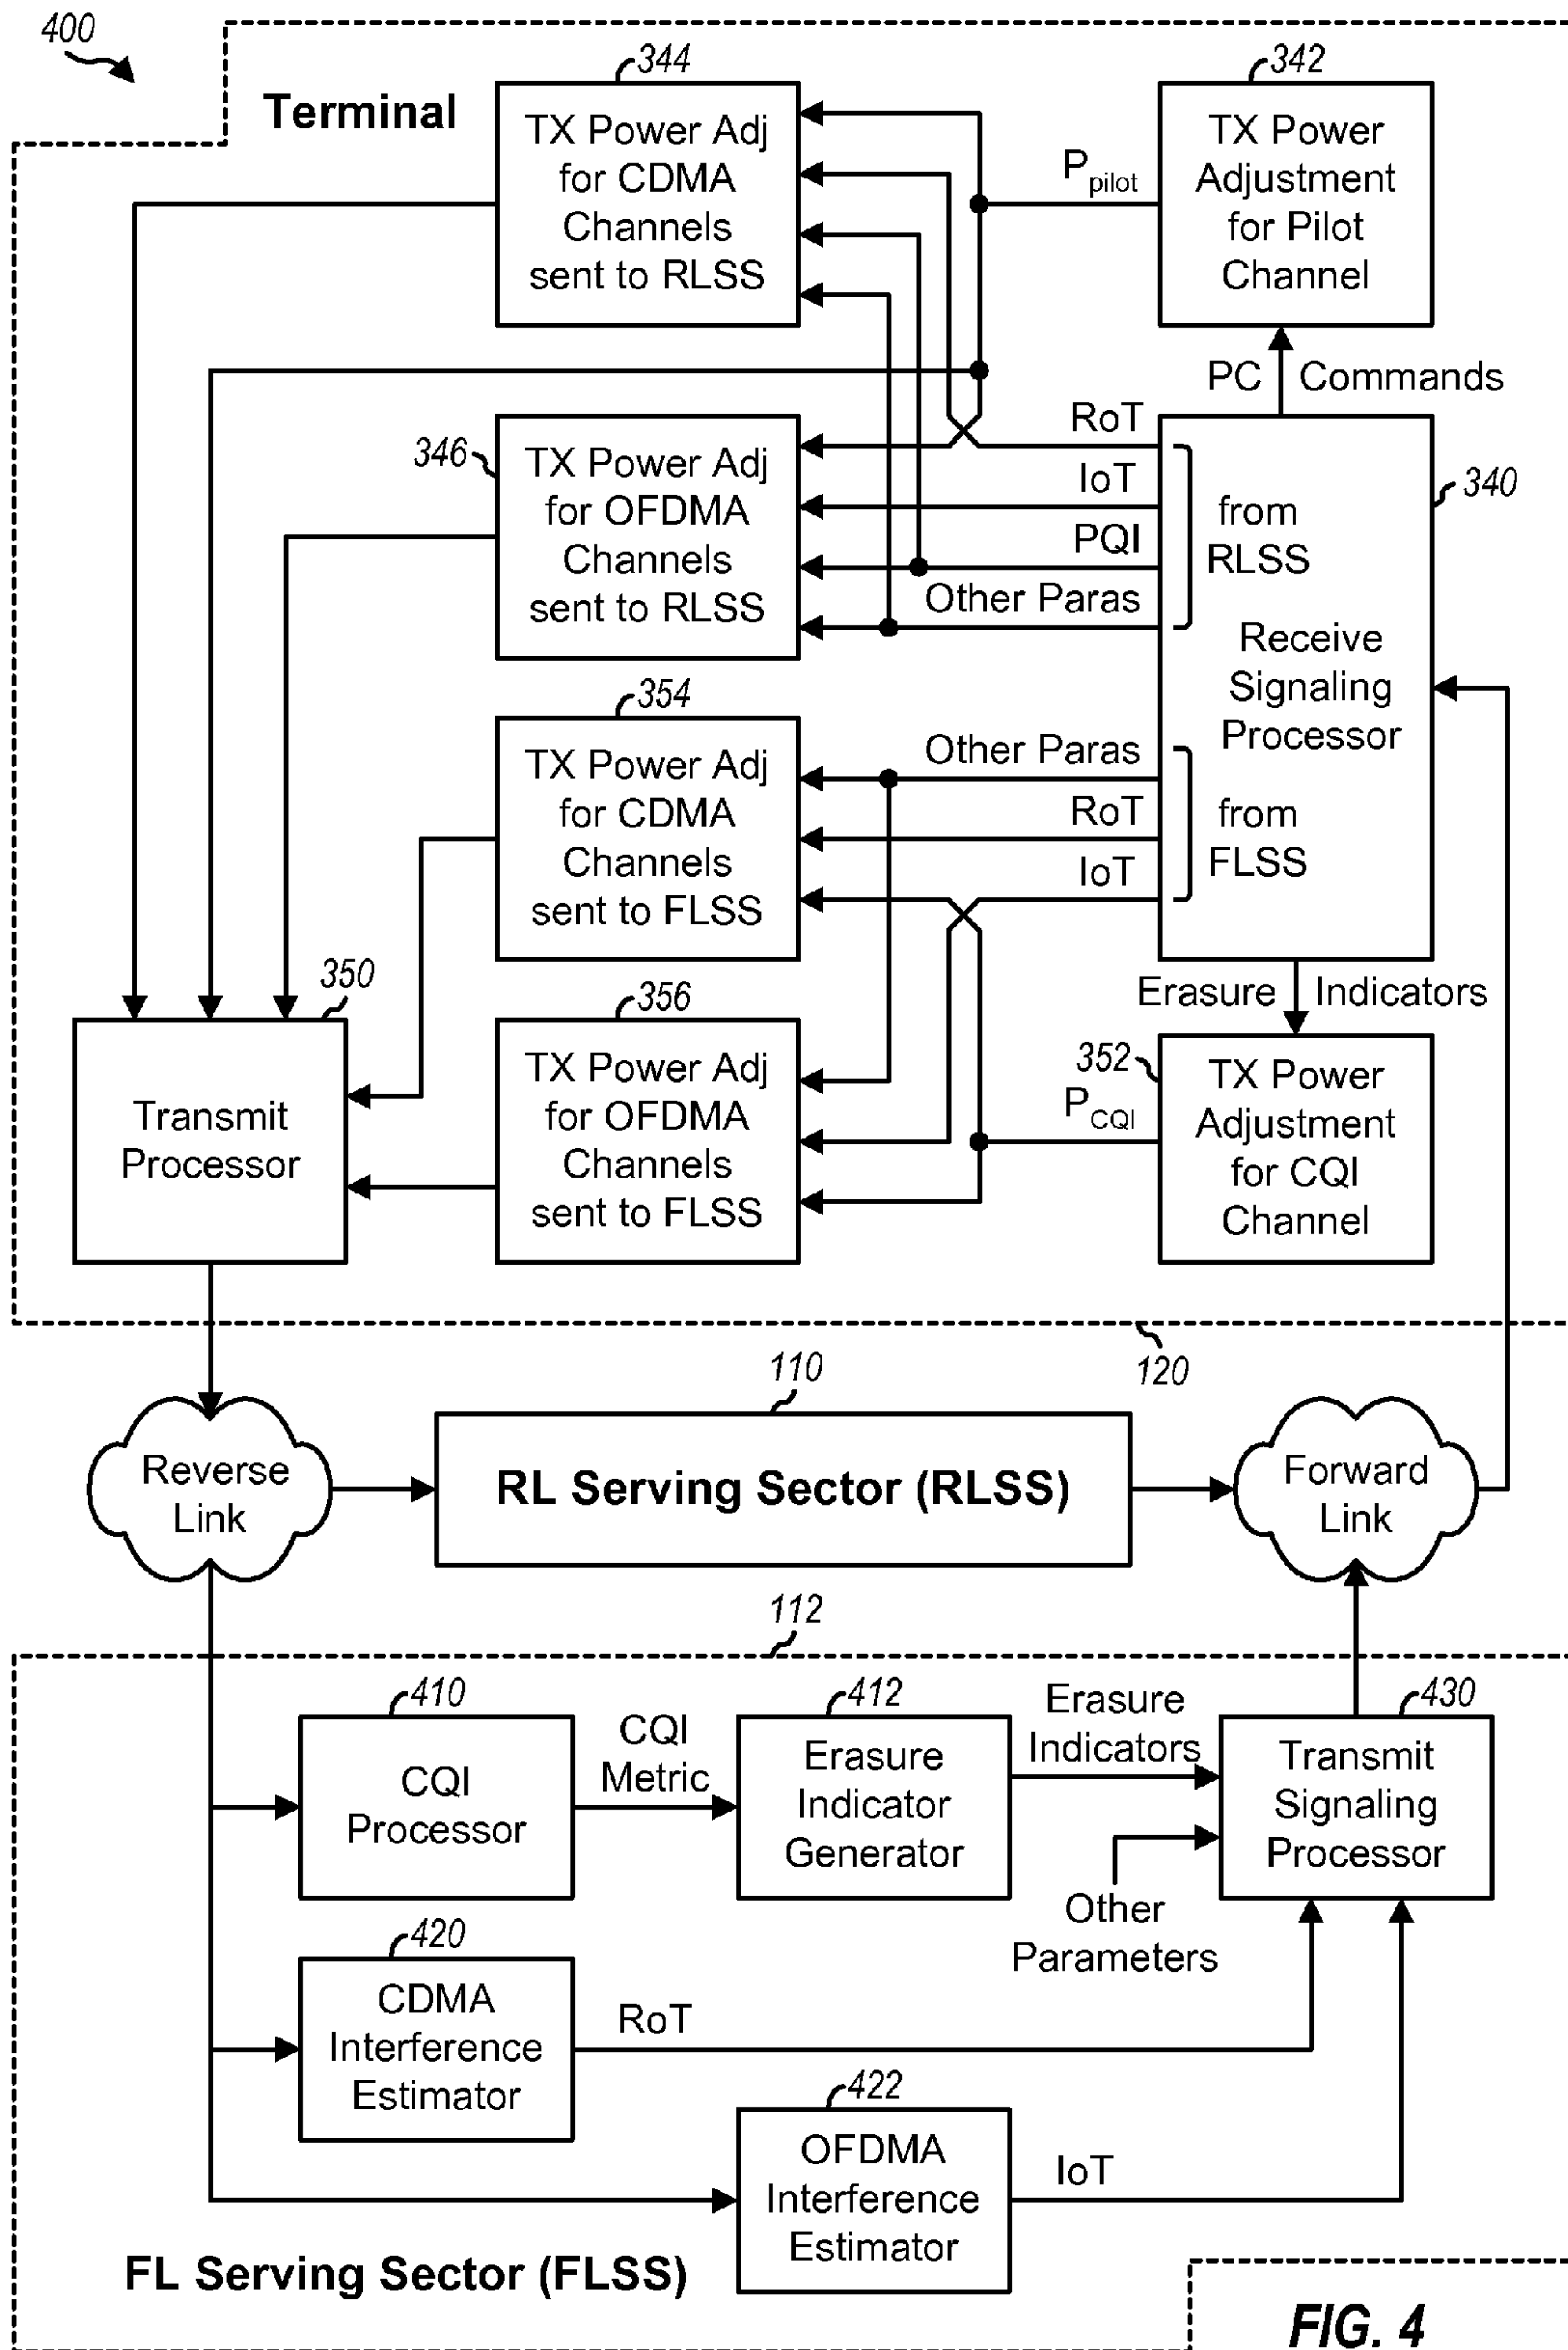 400
Terminal
344
TX Power Adj
for CDMA
Channels
sent to RLSS
342
TX Power
Adjustment
for Pilot
Channel
Ppilot
PC Commands
346
TX Power Adj
for OFDMA
Channels
sent to RLSS
RoT
IoT
PQI
Other Paras
from
RLSS
340
Receive
Signaling
Processor
354
TX Power Adj
for CDMA
Channels
sent to FLSS
Other Paras
RoT
IoT
from
FLSS
350
Transmit
Processor
356
TX Power Adj
for OFDMA
Channels
sent to FLSS
Erasure Indicators
352
PCQI
TX Power
Adjustment
for CQI
Channel
120
110
Reverse
Link
RL Serving Sector (RLSS)
Forward
Link
112
410
CQI
Processor
CQI
Metric
412
Erasure
Indicator
Generator
Erasure
Indicators
430
Transmit
Signaling
Processor
Other
Parameters
420
CDMA
Interference
Estimator
RoT
422
OFDMA
Interference
Estimator
IoT
FL Serving Sector (FLSS)
FIG. 4